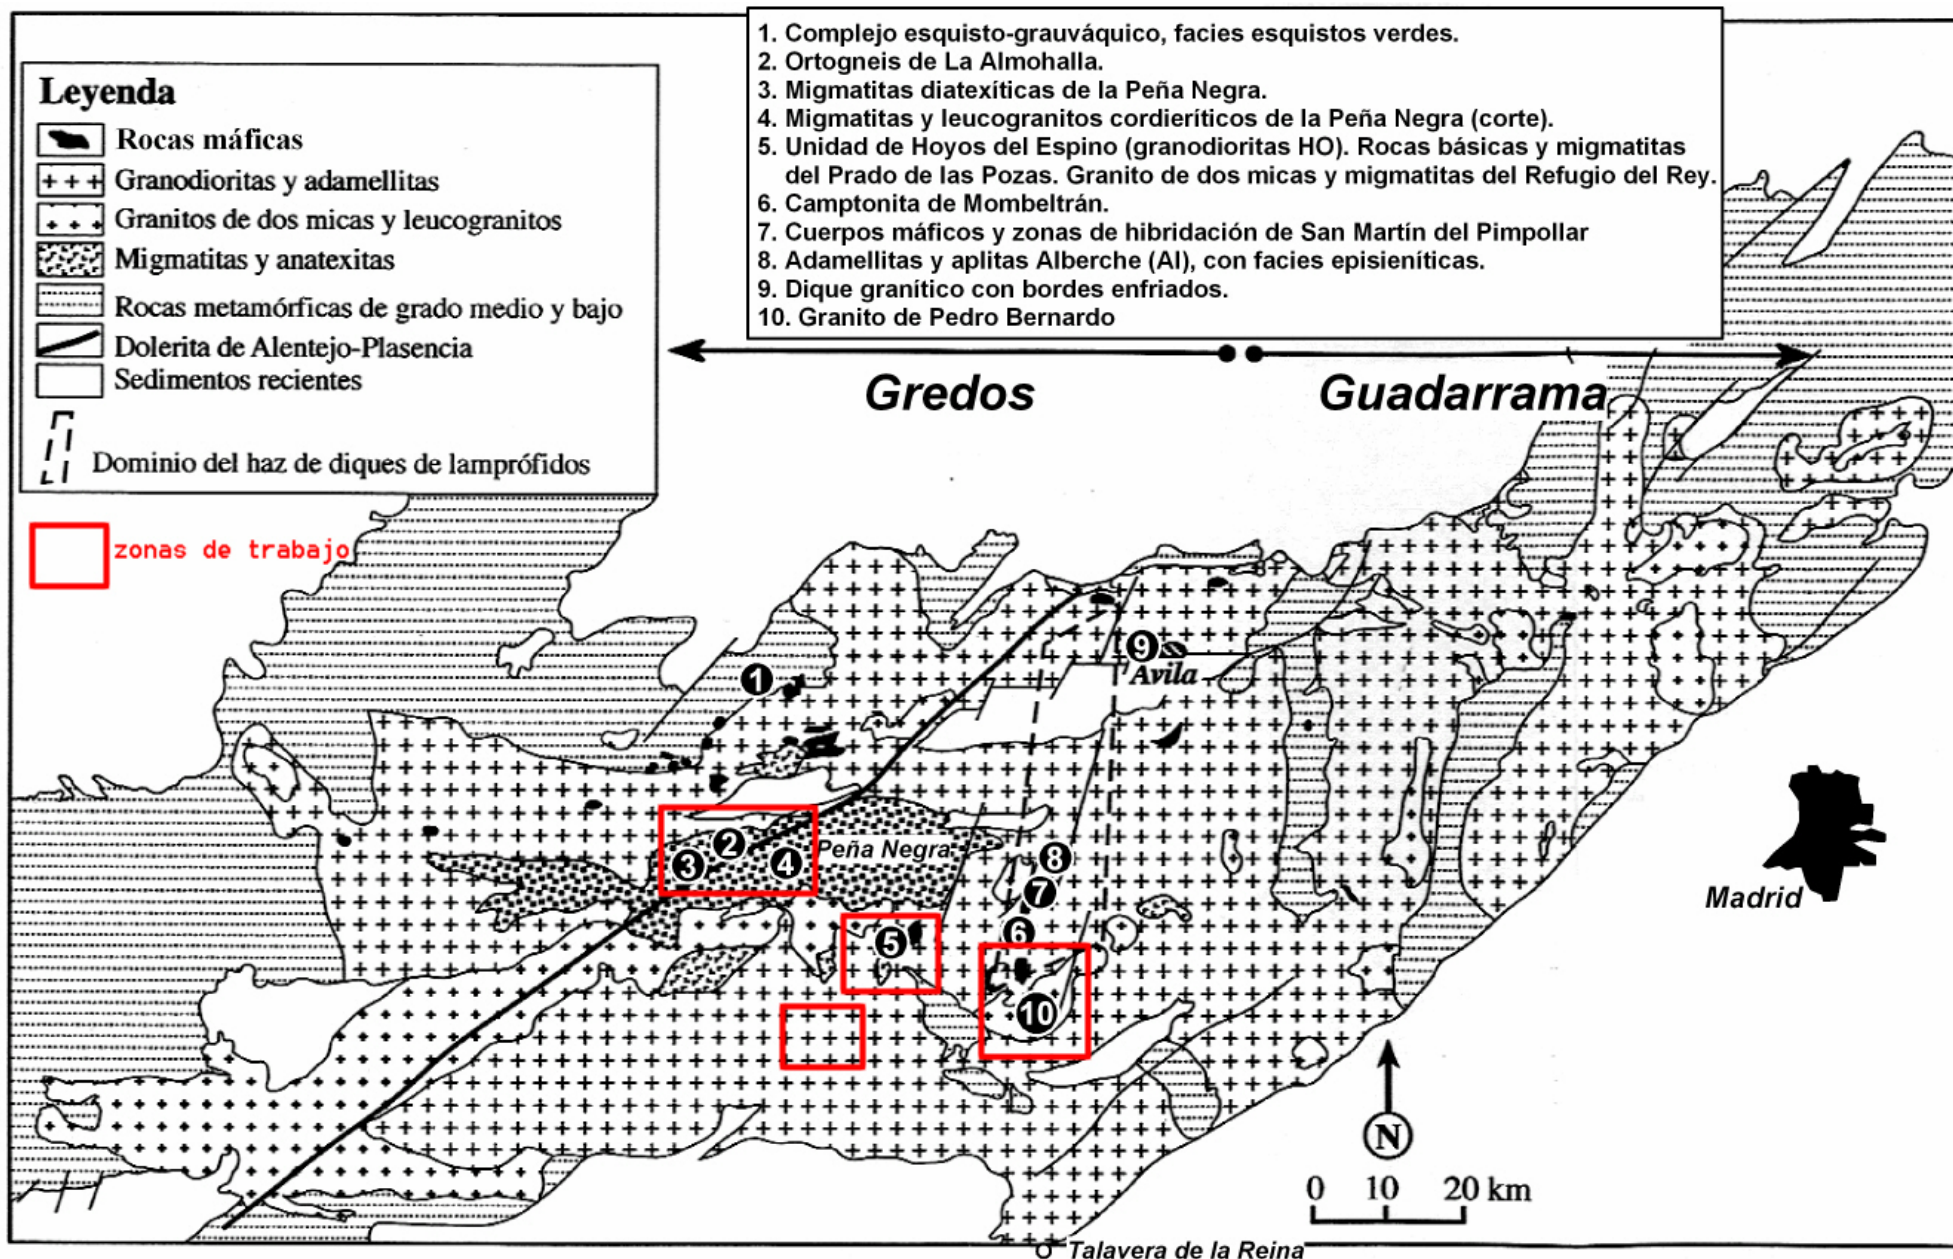 1. Complejo esquisto-grauváquico, facies esquistos verdes.
2. Ortogneis de La Almohalla.
3. Migmatitas diatexíticas de la Peña Negra.
4. Migmatitas y leucogranitos cordieríticos de la Peña Negra (corte).
5. Unidad de Hoyos del Espino (granodioritas HO). Rocas básicas y migmatitas
del Prado de las Pozas. Granito de dos micas y migmatitas del Refugio del Rey.
6. Camptonita de Mombeltrán.
7. Cuerpos máficos y zonas de hibridación de San Martín del Pimpollar
8. Adamellitas y aplitas Alberche (Al), con facies episieníticas.
9. Dique granítico con bordes enfriados.
10. Granito de Pedro Bernardo
Leyenda
Rocas máficas
Granodioritas y adamellitas
Granitos de dos micas y leucogranitos
Migmatitas y anatexitas
Rocas metamórficas de grado medio y bajo
Dolerita de Alentejo-Plasencia
Sedimentos recientes
Dominio del haz de diques de lamprófidos
zonas de trabajo
Gredos
Guadarrama
9
Avila
1
2
3
4
Peña Negra
8
7
6
5
10
Madrid
N
0 10 20 km
Talavera de la Reina